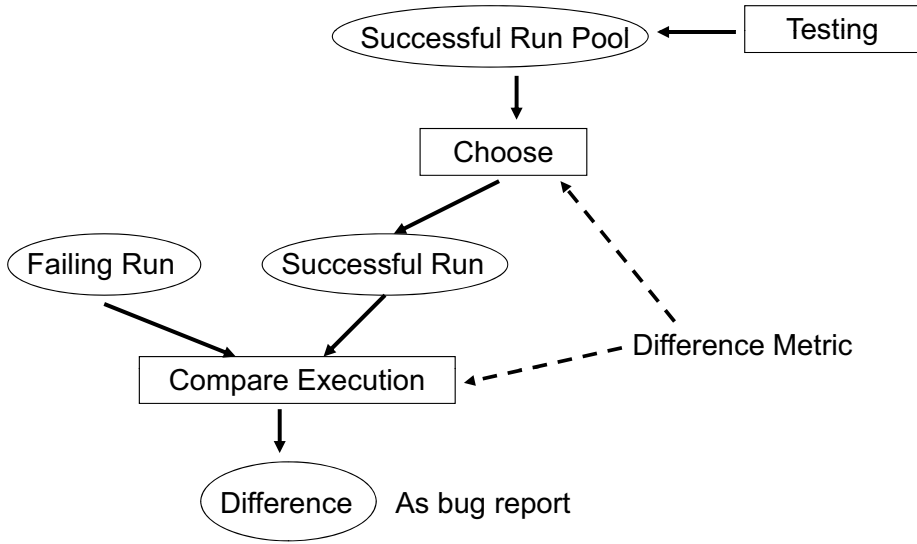 Successful Run Pool
Testing
Choose
Failing Run
Successful Run
Difference Metric
Compare Execution
Difference
As bug report